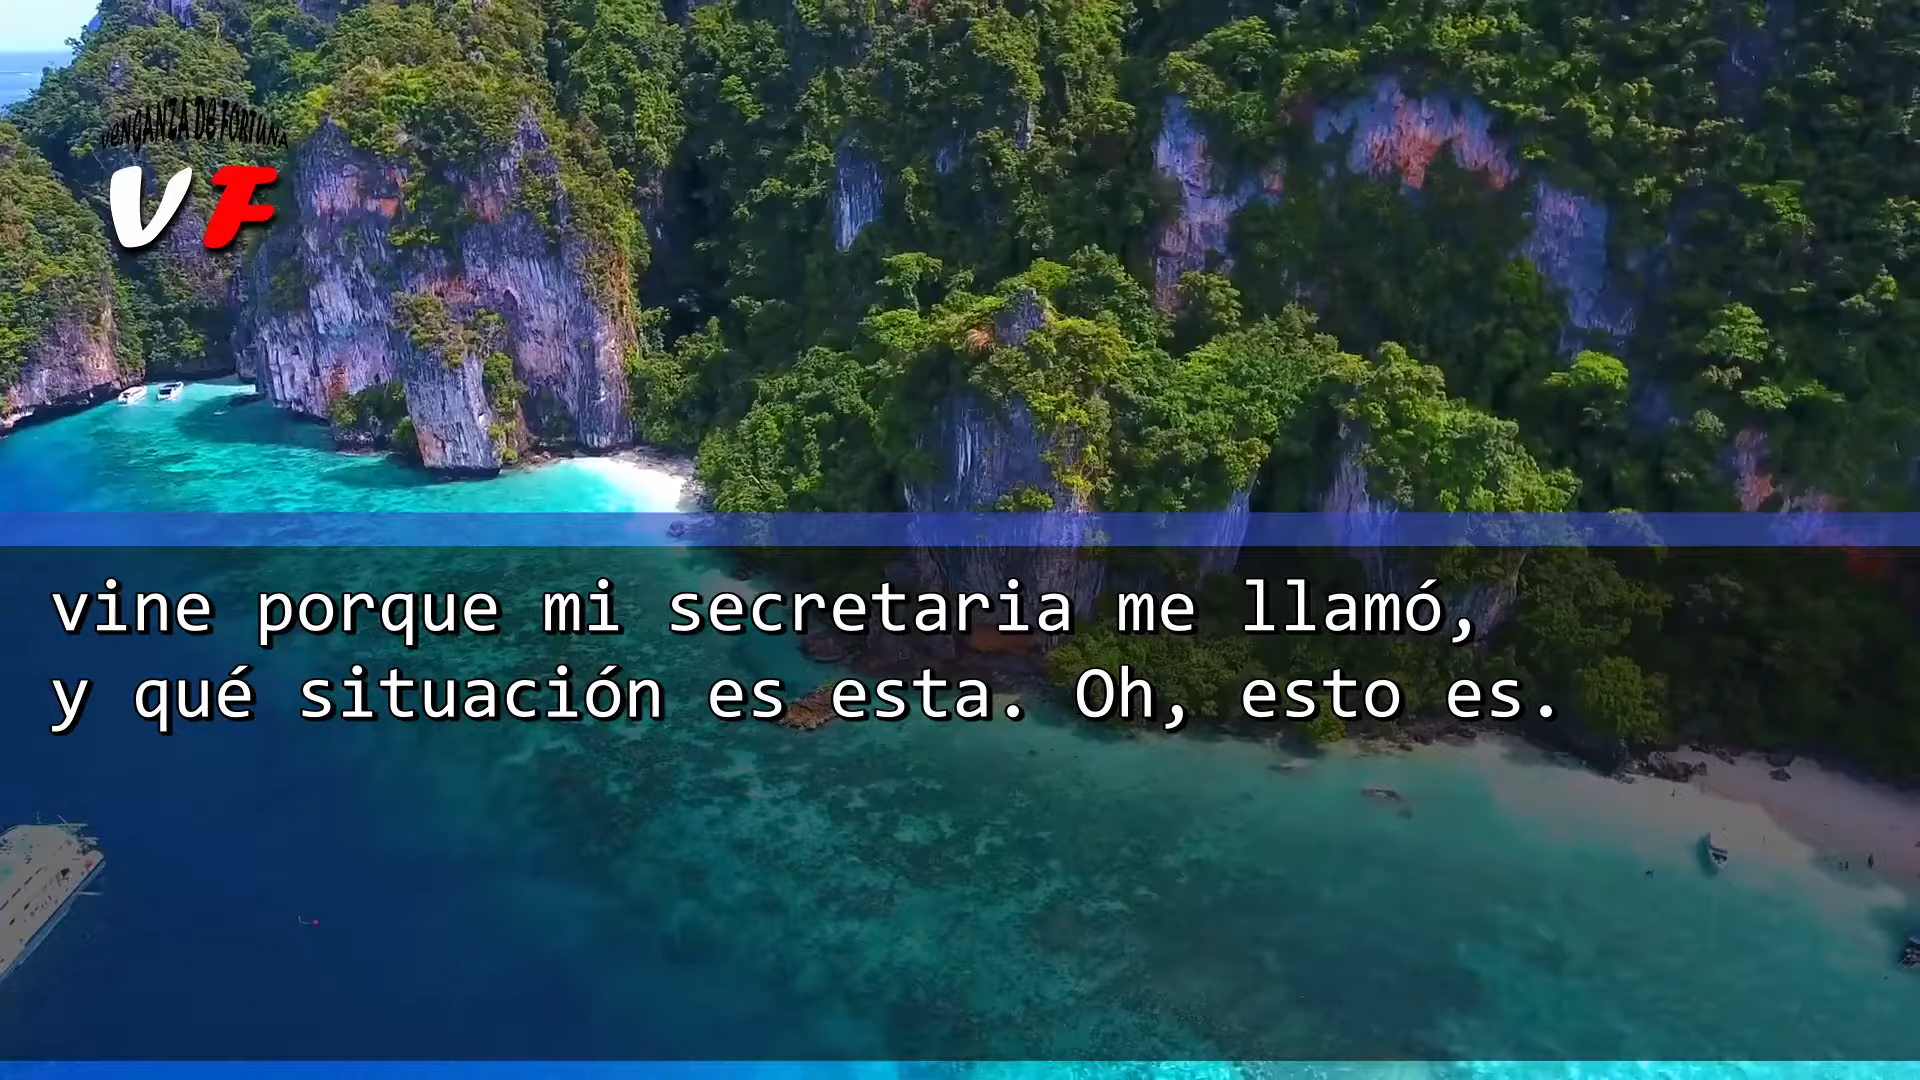 VENGANZA DE FORTUNA
VF
vine porque mi secretaria me llamó,
y qué situación es esta. Oh, esto es.